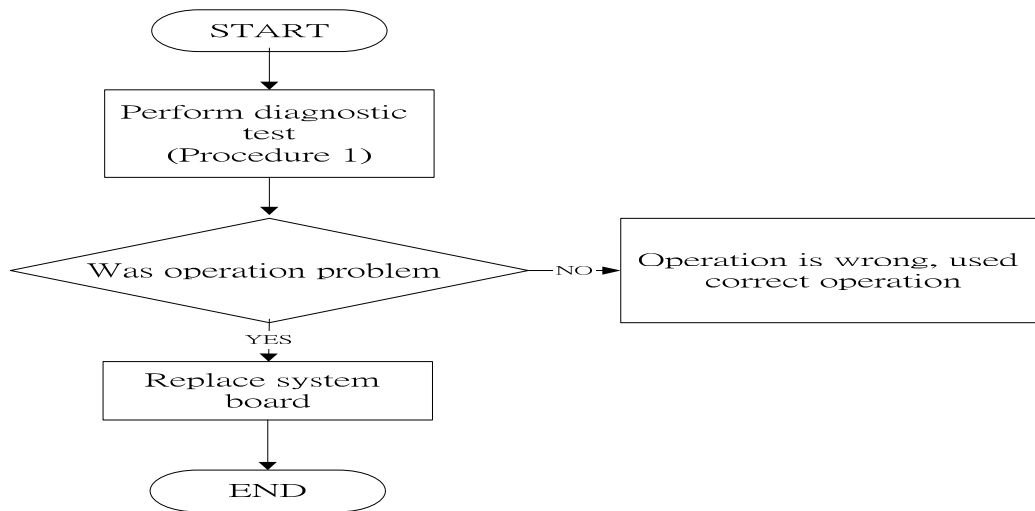 START
Perform diagnostic
test
(Procedure 1)
Was operation problem
NO
Operation is wrong, used
correct operation
YES
Replace system
board
END